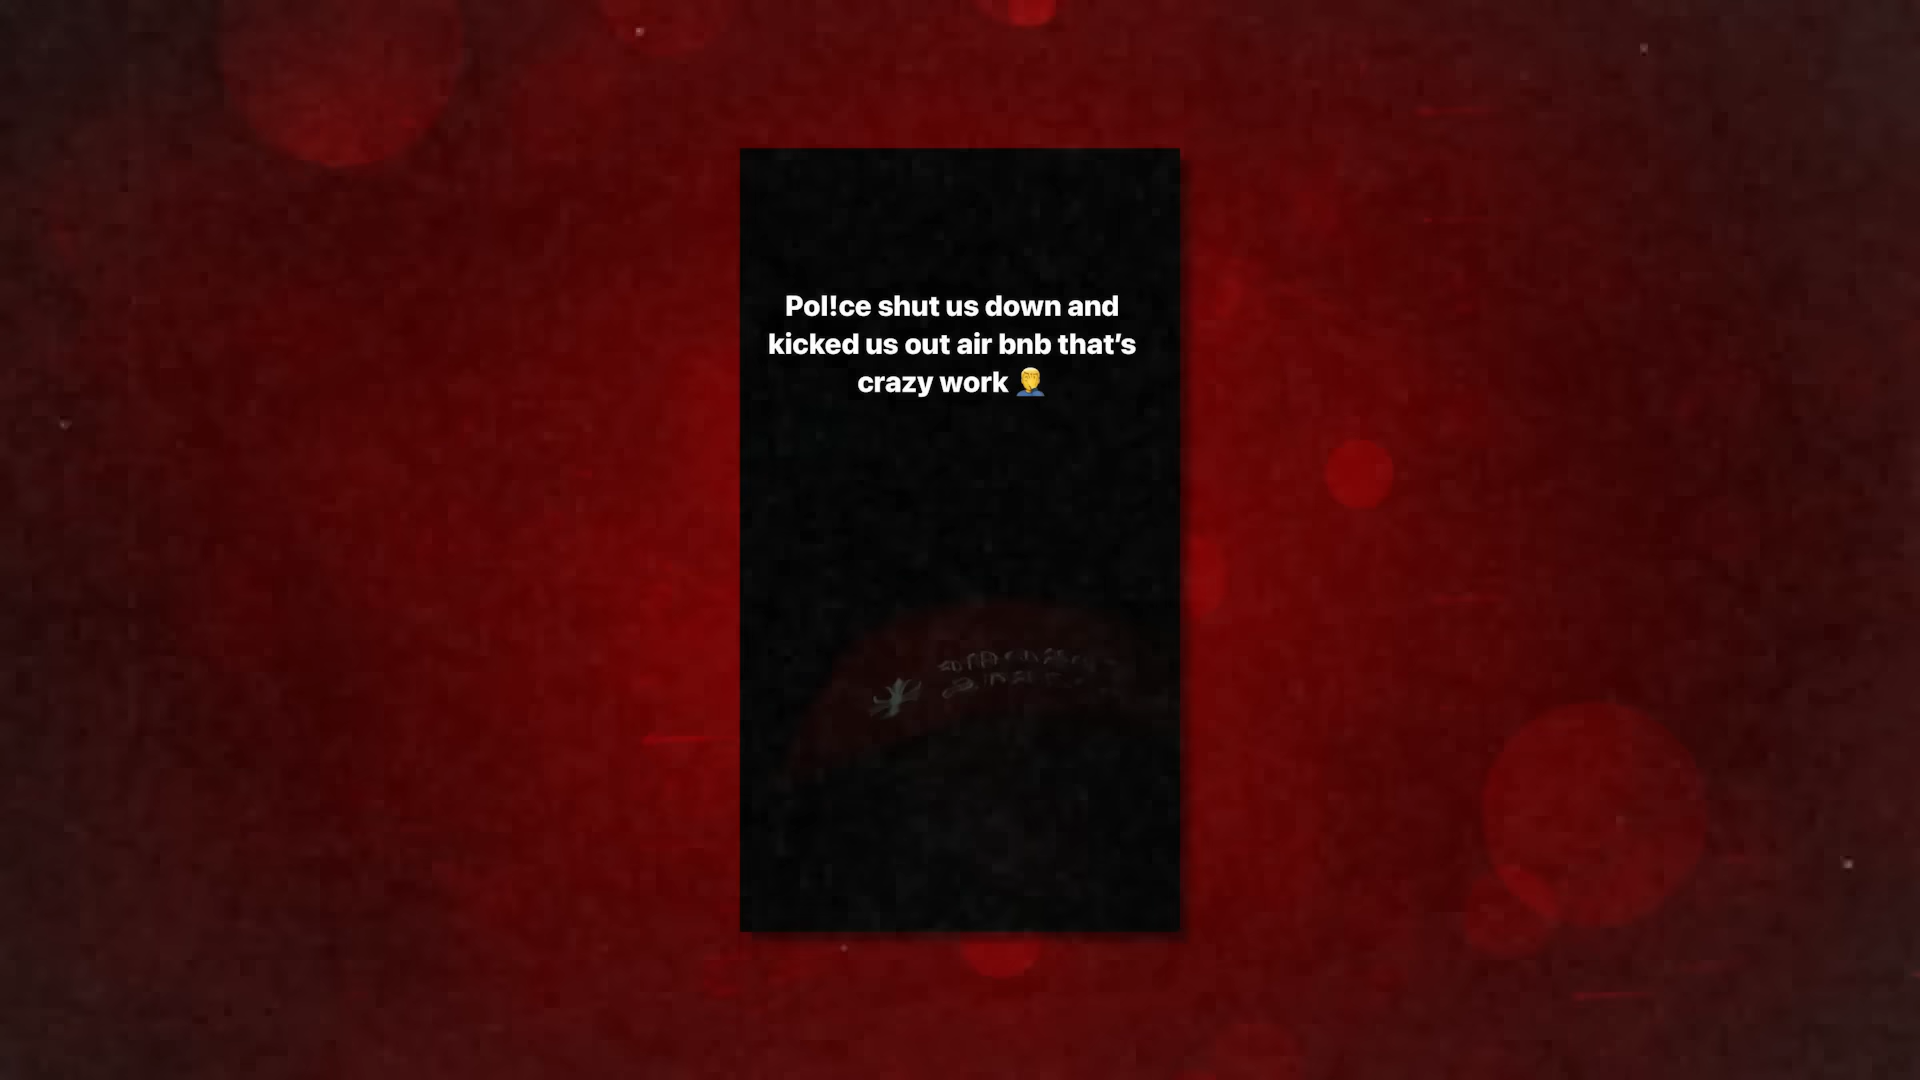 Pol!ce shut us down and
kicked us out air bnb that’s
crazy work 🤦‍♂️